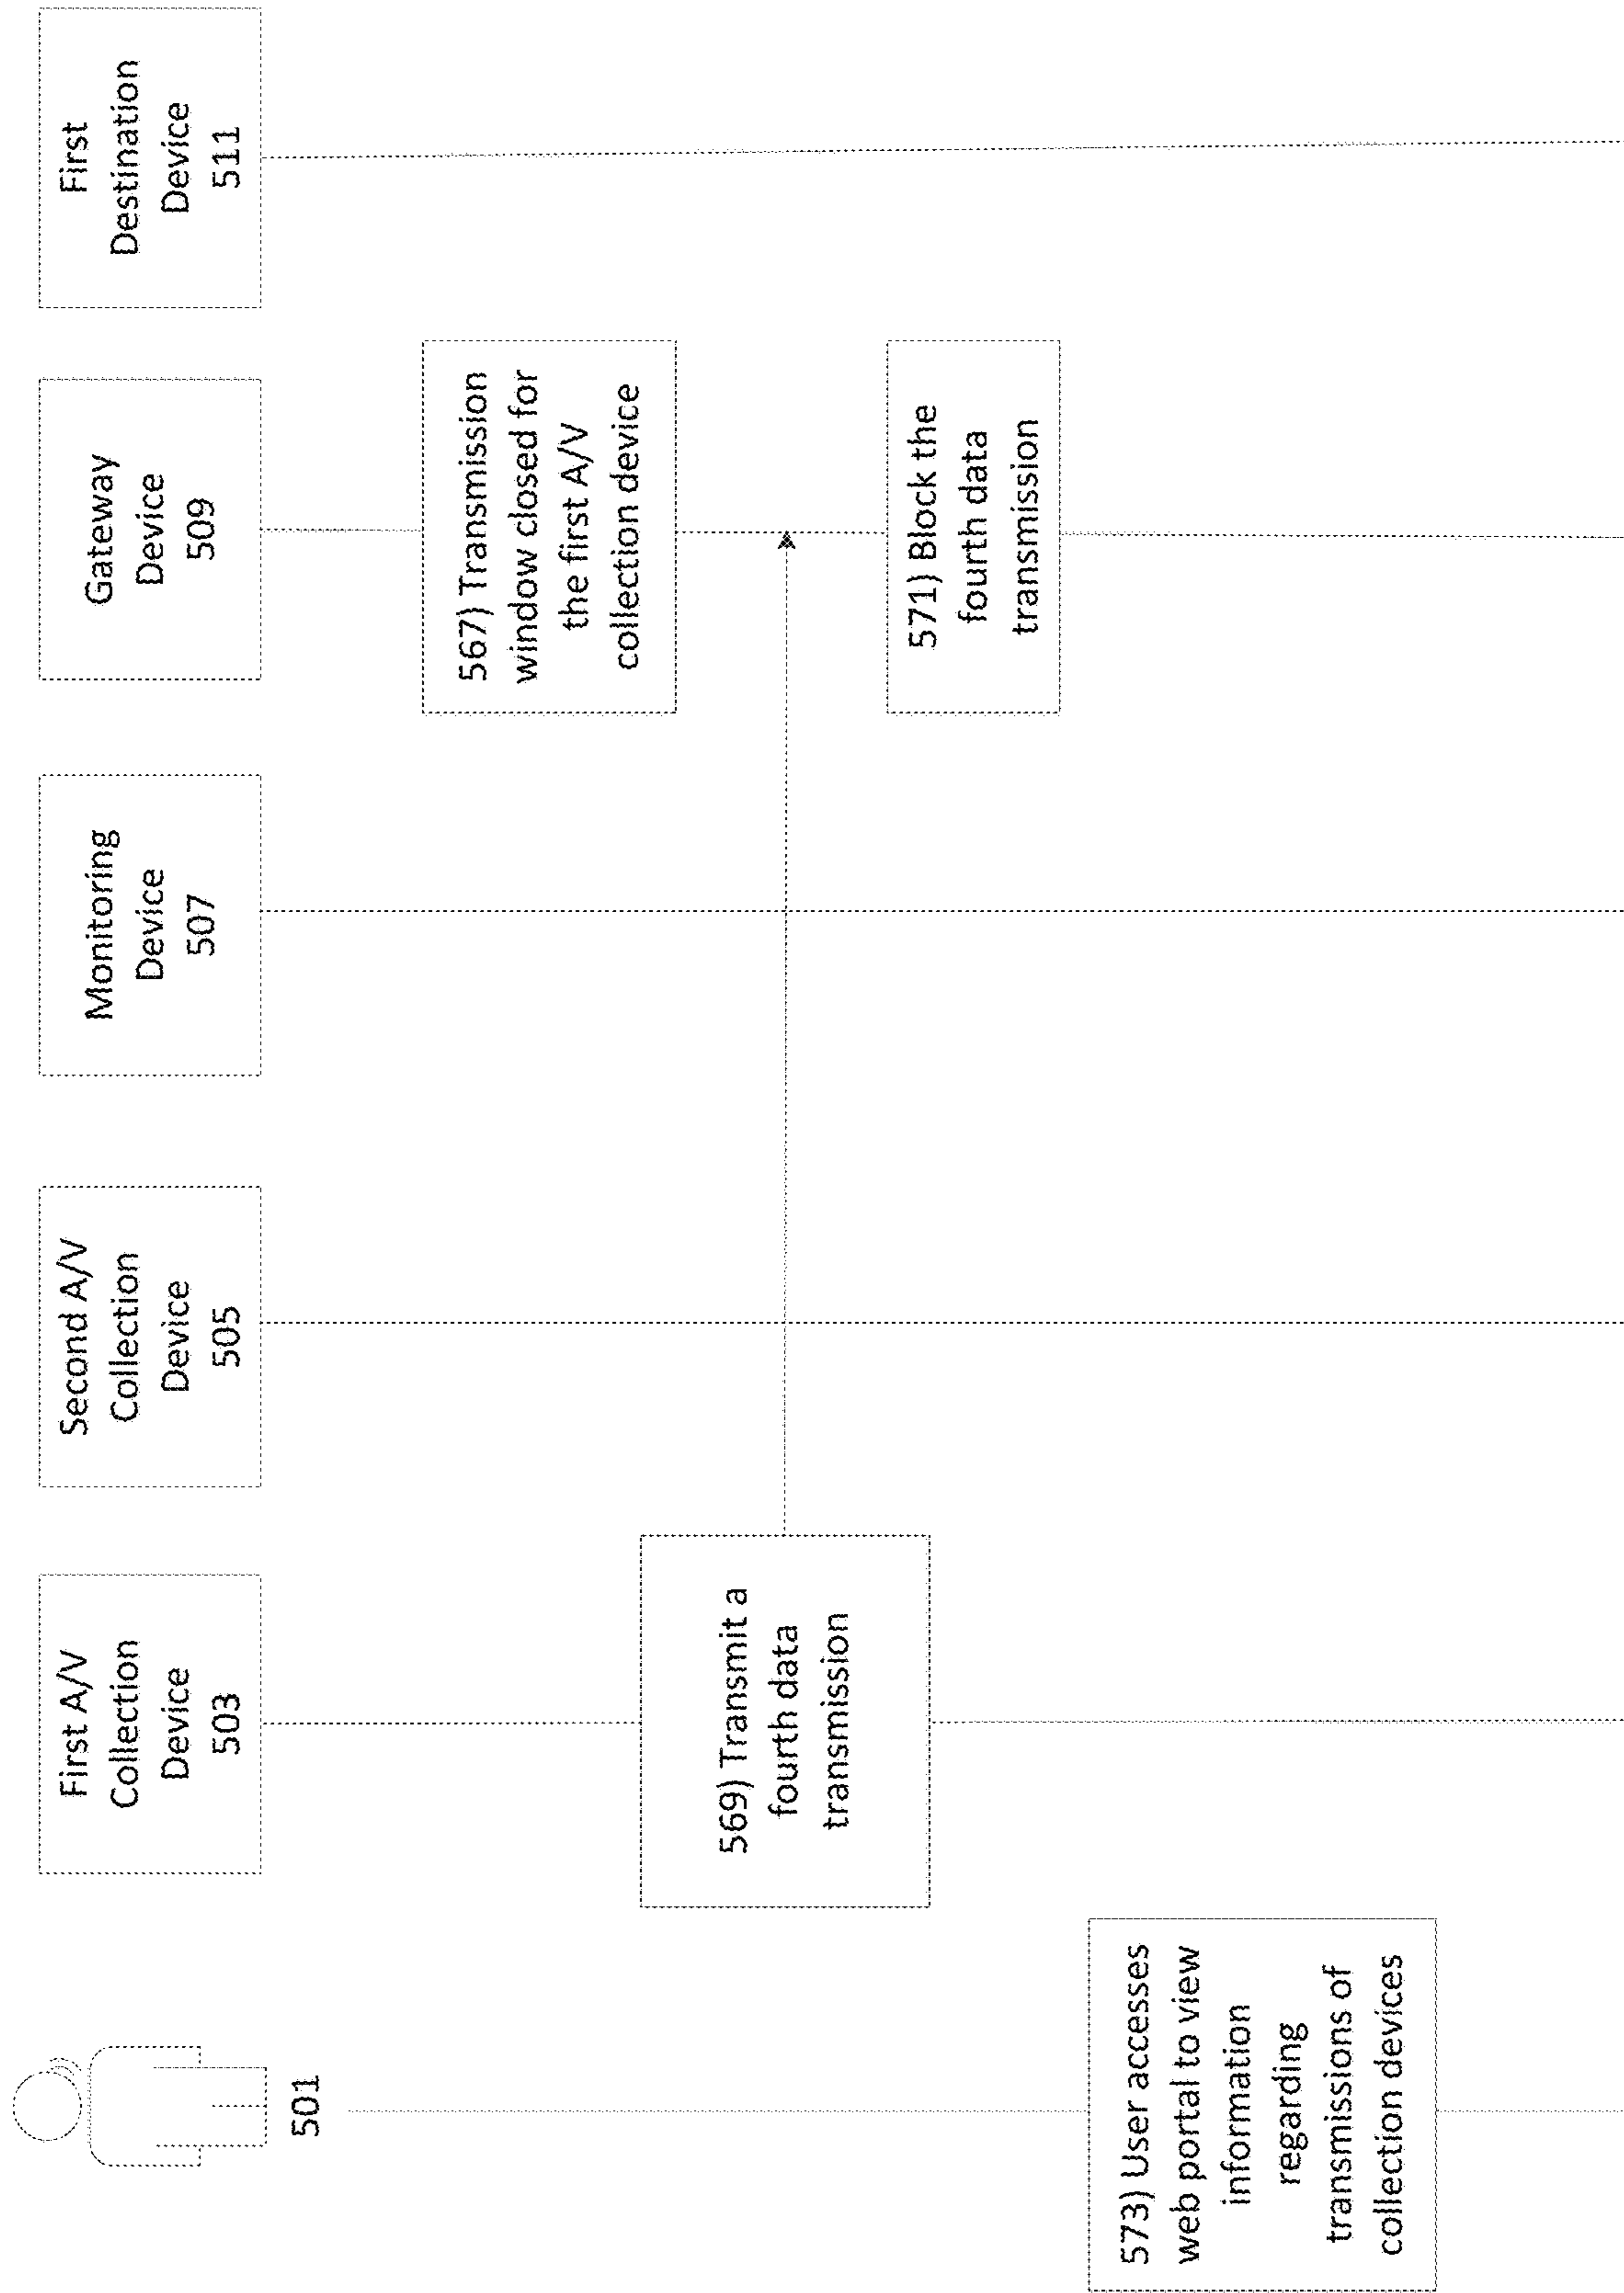 501
First A/V
Collection
Device
503
Second A/V
Collection
Device
505
Monitoring
Device
507
Gateway
Device
509
First
Destination
Device
511
567) Transmission
window closed for
the first A/V
collection device
569) Transmit a
fourth data
transmission
571) Block the
fourth data
transmission
573) User accesses
web portal to view
information
regarding
transmissions of
collection devices